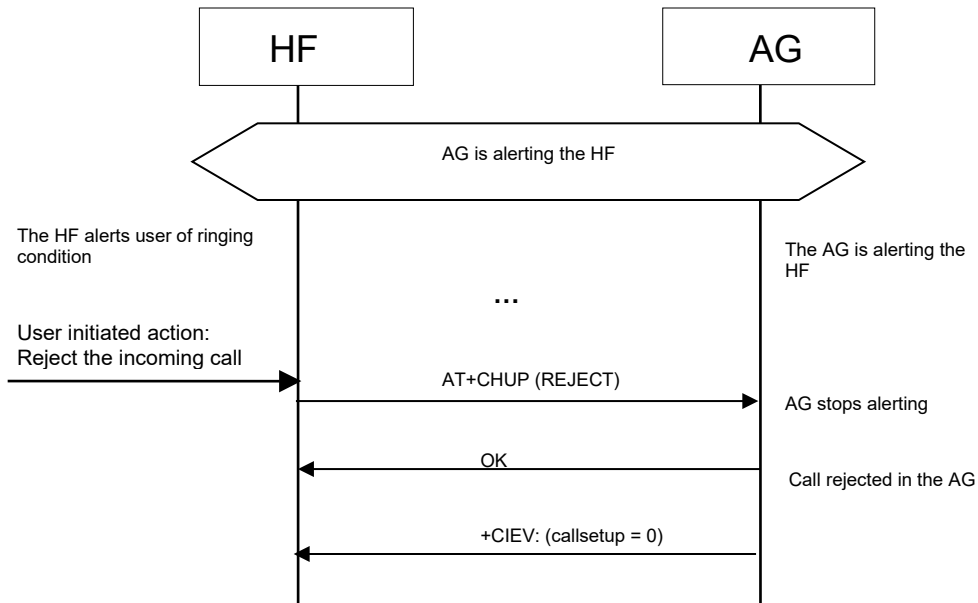 HF
AG
AG is alerting the HF
The HF alerts user of ringing
condition
The AG is alerting the
HF
...
User initiated action:
Reject the incoming call
AT+CHUP (REJECT)
AG stops alerting
OK
Call rejected in the AG
+CIEV: (callsetup = 0)